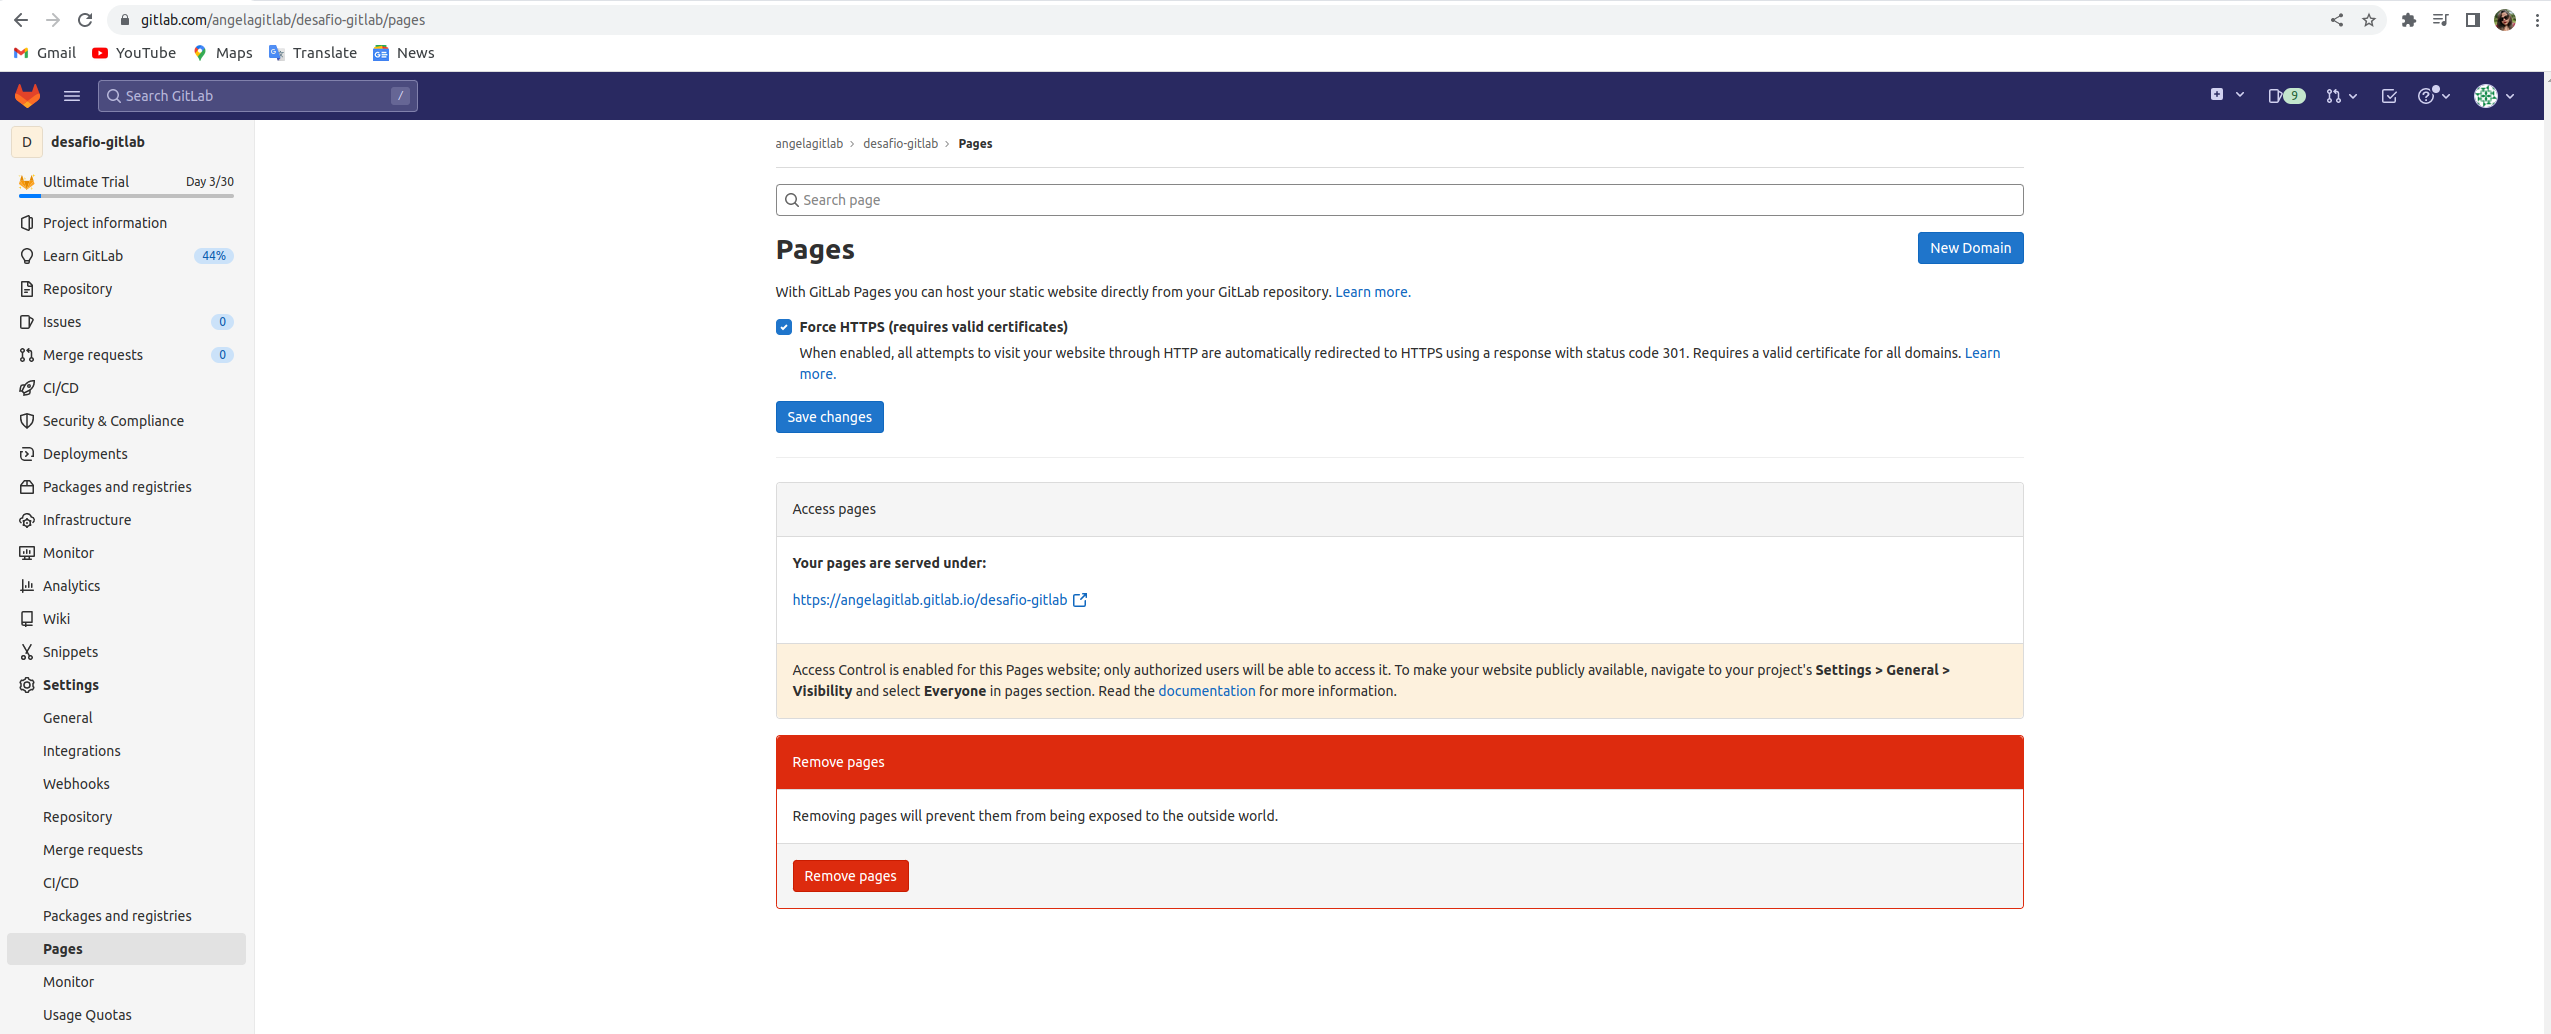 gitlab.com/angelagitlab/desafio-gitlab/pages
Gmail YouTube Maps Translate News
Search GitLab / 9
D desafio-gitlab
Ultimate Trial Day 3/30
Project information
Learn GitLab 44%
Repository
Issues 0
Merge requests 0
CI/CD
Security & Compliance
Deployments
Packages and registries
Infrastructure
Monitor
Analytics
Wiki
Snippets
Settings
General
Integrations
Webhooks
Repository
Merge requests
CI/CD
Packages and registries
Pages
Monitor
Usage Quotas
angelagitlab › desafio-gitlab › Pages
Search page
Pages
New Domain
With GitLab Pages you can host your static website directly from your GitLab repository. Learn more.
Force HTTPS (requires valid certificates)
When enabled, all attempts to visit your website through HTTP are automatically redirected to HTTPS using a response with status code 301. Requires a valid certificate for all domains. Learn
more.
Save changes
Access pages
Your pages are served under:
https://angelagitlab.gitlab.io/desafio-gitlab
Access Control is enabled for this Pages website; only authorized users will be able to access it. To make your website publicly available, navigate to your project's Settings > General >
Visibility and select Everyone in pages section. Read the documentation for more information.
Remove pages
Removing pages will prevent them from being exposed to the outside world.
Remove pages